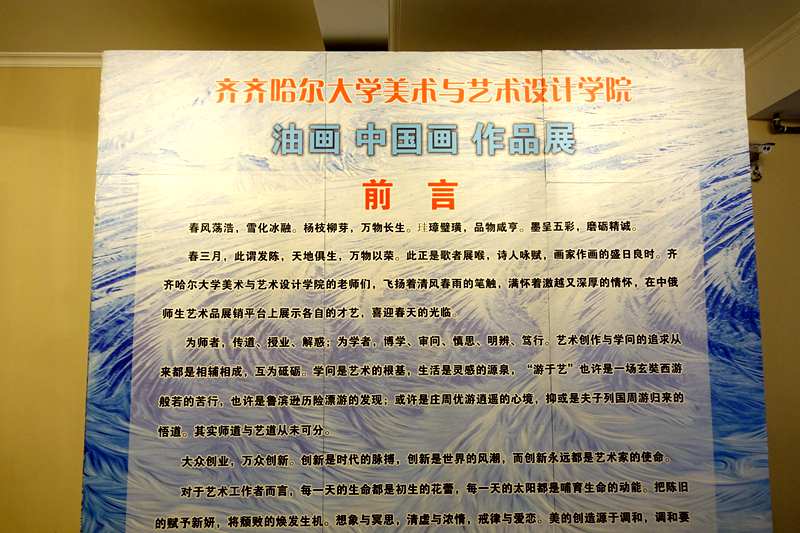 齐齐哈尔大学美术与艺术设计学院
油画 中国画 作品展
前 言
春风荡浩，雪化冰融。杨枝柳芽，万物长生。珪璋璧璜，品物咸亨。墨呈五彩，磨砺精诚。
春三月，此谓发陈，天地俱生，万物以荣。此正是歌者展喉，诗人咏赋，画家作画的盛日良时。齐
齐哈尔大学美术与艺术设计学院的老师们，飞扬着清风春雨的笔触，满怀着激越又深厚的情怀，在中俄
师生艺术品展销平台上展示各自的才艺，喜迎春天的光临。
为师者，传道、授业、解惑；为学者，博学、审问、慎思、明辨、笃行。艺术创作与学问的追求从
来都是相辅相成，互为砥砺。学问是艺术的根基，生活是灵感的源泉，“游于艺”也许是一场玄奘西游
般若的苦行，也许是鲁滨逊历险漂游的发现；或许是庄周优游逍遥的心境，抑或是夫子列国周游归来的
悟道。其实师道与艺道从未可分。
大众创业，万众创新。创新是时代的脉搏，创新是世界的风潮，而创新永远都是艺术家的使命。
对于艺术工作者而言，每一天的生命都是初生的花蕾，每一天的太阳都是哺育生命的动能。把陈旧
的赋予新妍，将颓败的焕发生机。想象与冥思，清虚与浓情，戒律与爱恋。美的创造源于调和，调和要